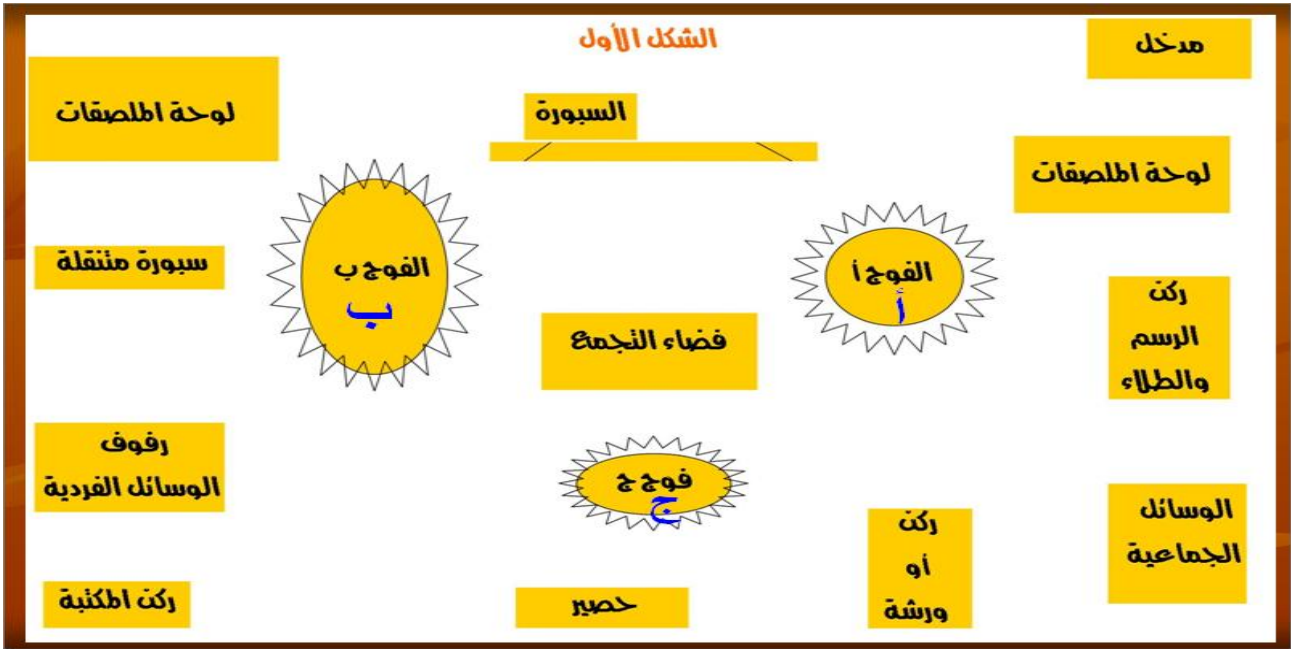 الشكل الأول
مدخل
السبورة
لوحة الملصقات
لوحة الملصقات
الفوج أ
أ
الفوج ب
ب
سبورة متنقلة
ركن
الرسم
والطلاء
فضاء التجمع
رفوف
الوسائل الفردية
فوج ج
ج
الوسائل
الجماعية
ركن
أو
ورشة
حصير
ركن المكتبة